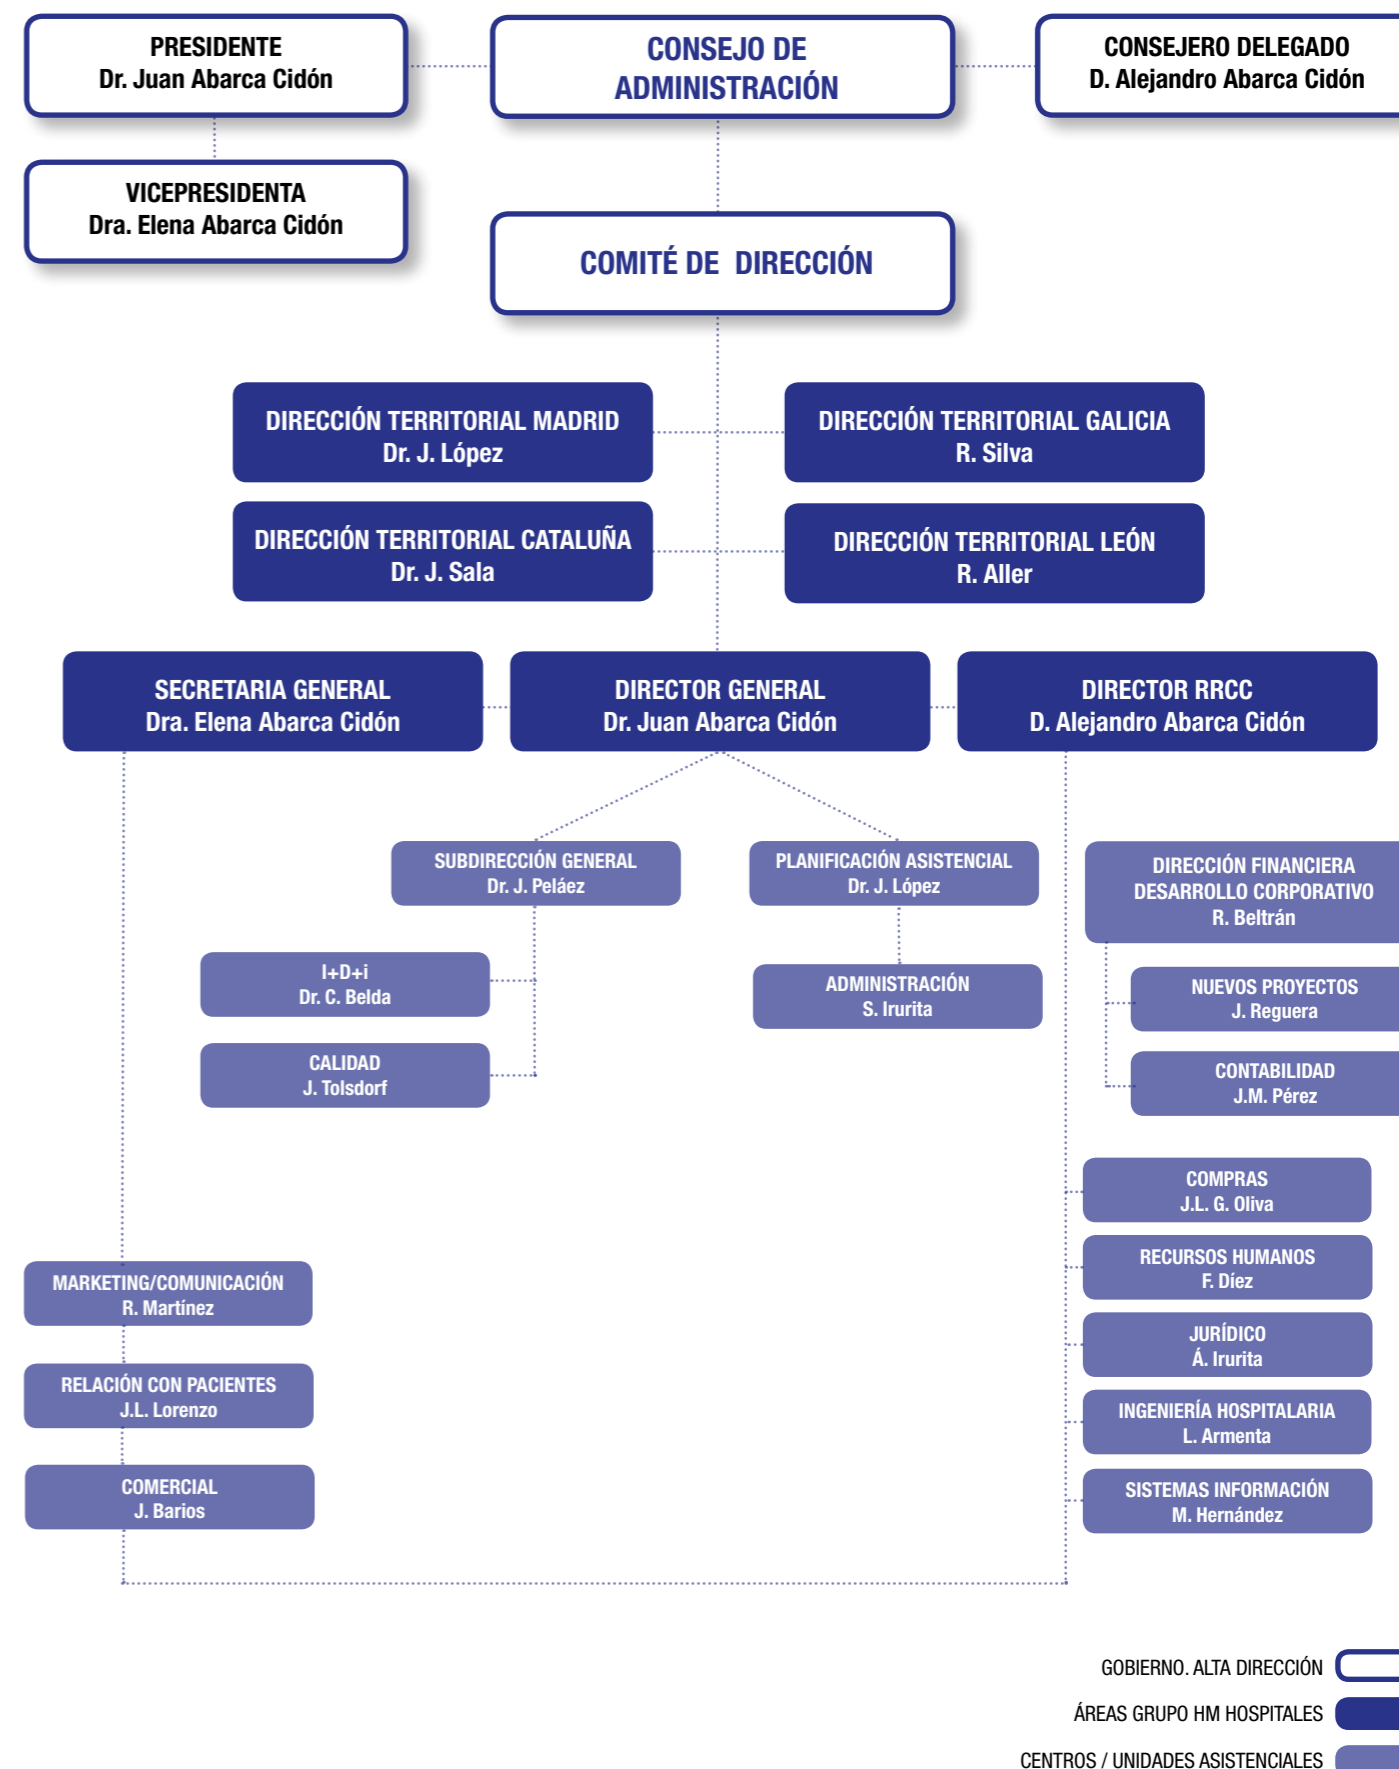 PRESIDENTE
Dr. Juan Abarca Cidón
CONSEJO DE
ADMINISTRACIÓN
CONSEJERO DELEGADO
D. Alejandro Abarca Cidón
VICEPRESIDENTA
Dra. Elena Abarca Cidón
COMITÉ DE DIRECCIÓN
DIRECCIÓN TERRITORIAL MADRID
Dr. J. López
DIRECCIÓN TERRITORIAL GALICIA
R. Silva
DIRECCIÓN TERRITORIAL CATALUÑA
Dr. J. Sala
DIRECCIÓN TERRITORIAL LEÓN
R. Aller
SECRETARIA GENERAL
Dra. Elena Abarca Cidón
DIRECTOR GENERAL
Dr. Juan Abarca Cidón
DIRECTOR RRCC
D. Alejandro Abarca Cidón
SUBDIRECCIÓN GENERAL
Dr. J. Peláez
PLANIFICACIÓN ASISTENCIAL
Dr. J. López
DIRECCIÓN FINANCIERA
DESARROLLO CORPORATIVO
R. Beltrán
I+D+i
Dr. C. Belda
ADMINISTRACIÓN
S. Irurita
NUEVOS PROYECTOS
J. Reguera
CALIDAD
J. Tolsdorf
CONTABILIDAD
J.M. Pérez
COMPRAS
J.L. G. Oliva
RECURSOS HUMANOS
F. Díez
MARKETING/COMUNICACIÓN
R. Martínez
JURÍDICO
Á. Irurita
RELACIÓN CON PACIENTES
J.L. Lorenzo
INGENIERÍA HOSPITALARIA
L. Armenta
COMERCIAL
J. Barios
SISTEMAS INFORMACIÓN
M. Hernández
GOBIERNO. ALTA DIRECCIÓN
ÁREAS GRUPO HM HOSPITALES
CENTROS / UNIDADES ASISTENCIALES